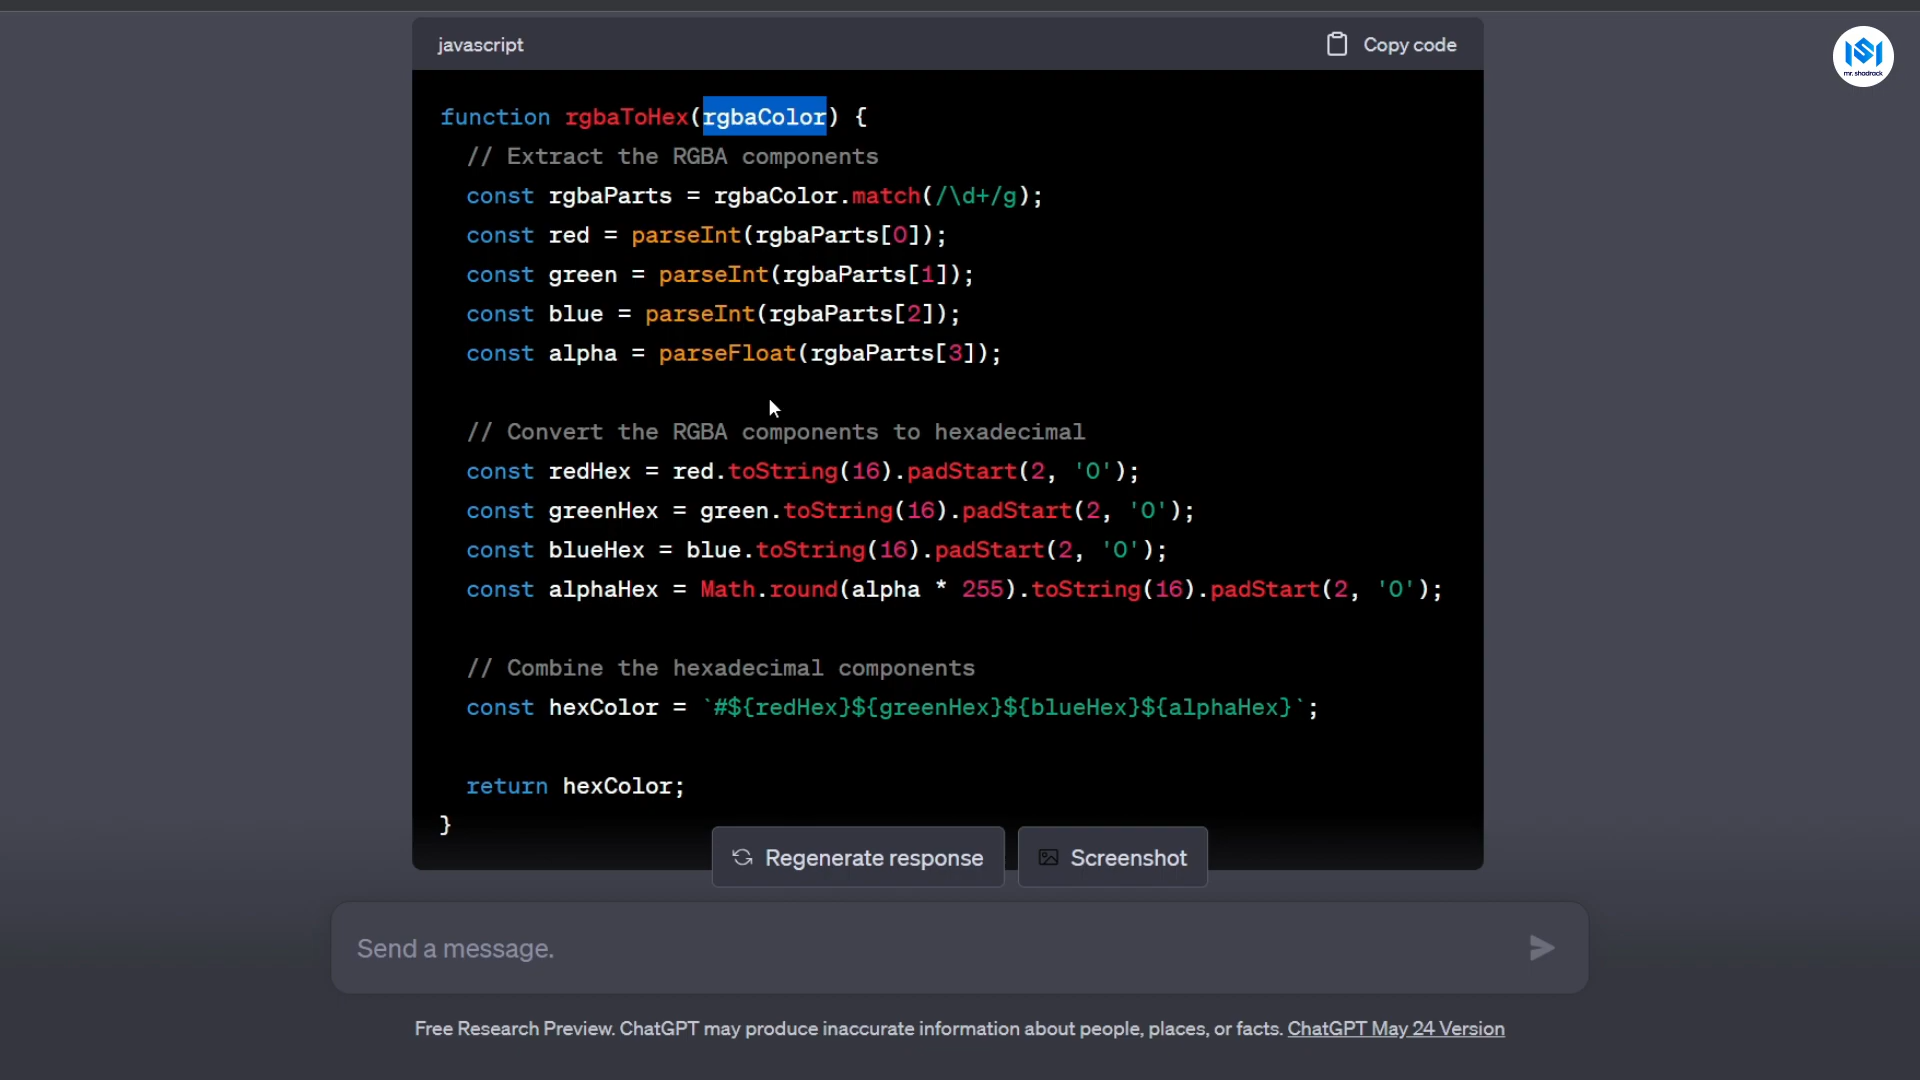 javascript
Copy code
mr. shadrack
function rgbaToHex(rgbaColor) {
  // Extract the RGBA components
  const rgbaParts = rgbaColor.match(/\d+/g);
  const red = parseInt(rgbaParts[0]);
  const green = parseInt(rgbaParts[1]);
  const blue = parseInt(rgbaParts[2]);
  const alpha = parseFloat(rgbaParts[3]);
  // Convert the RGBA components to hexadecimal
  const redHex = red.toString(16).padStart(2, '0');
  const greenHex = green.toString(16).padStart(2, '0');
  const blueHex = blue.toString(16).padStart(2, '0');
  const alphaHex = Math.round(alpha * 255).toString(16).padStart(2, '0');
  // Combine the hexadecimal components
  const hexColor = `#${redHex}${greenHex}${blueHex}${alphaHex}`;
  return hexColor;
}
Regenerate response
Screenshot
Send a message.
Free Research Preview. ChatGPT may produce inaccurate information about people, places, or facts. ChatGPT May 24 Version